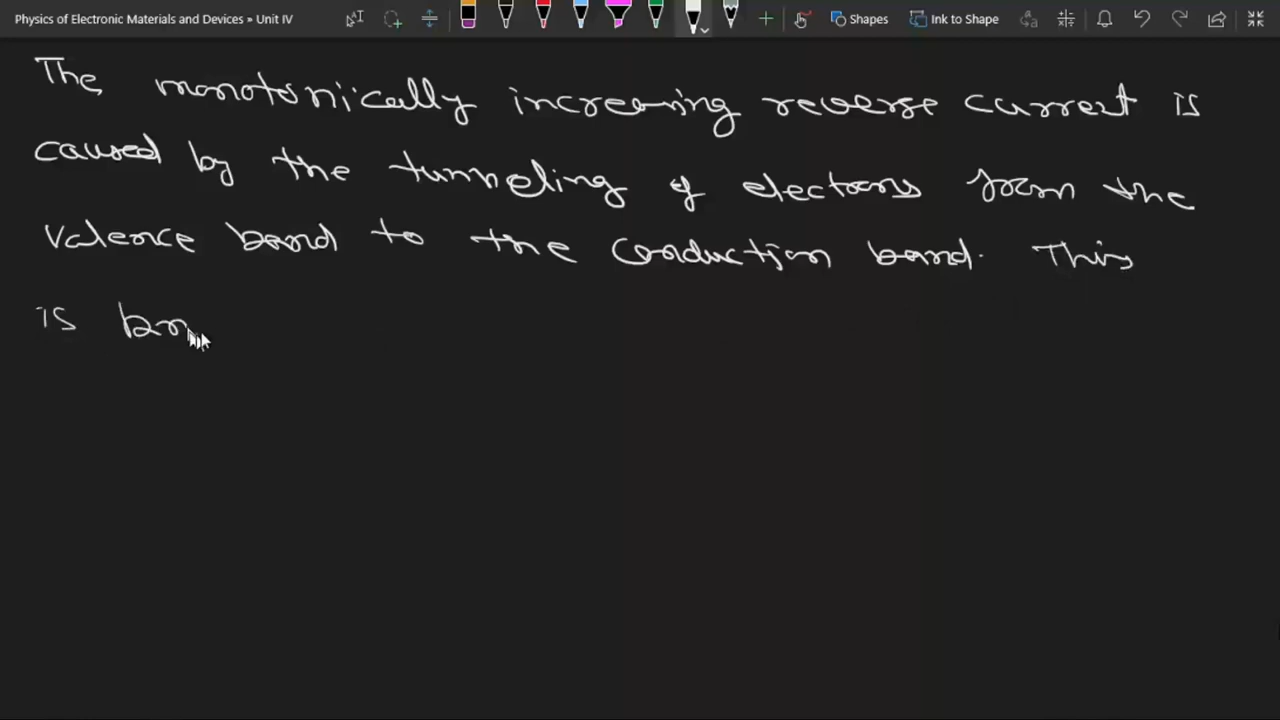 Physics of Electronic Materials and Devices » Unit IV
Shapes
Ink to Shape
The monotonically increasing reverse current is
caused by the tunneling of electrons from the
valence band to the conduction band. This
is